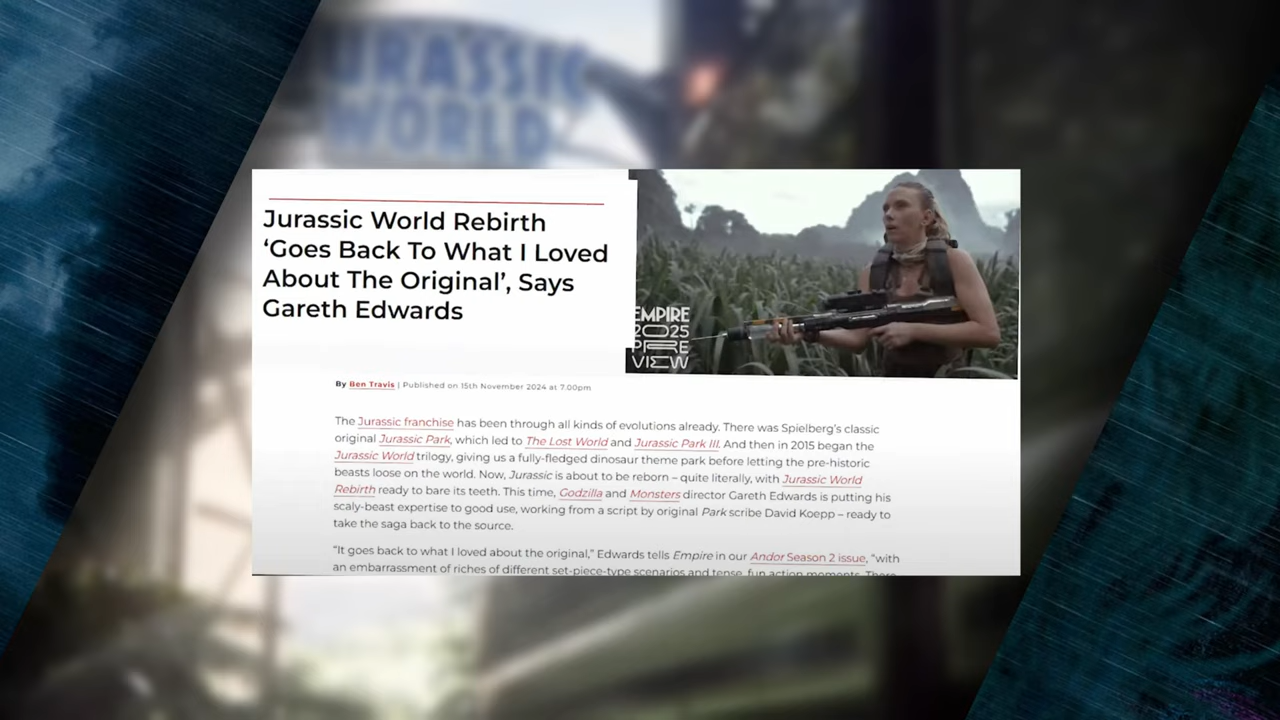 JURASSIC
WORLD
Jurassic World Rebirth
‘Goes Back To What I Loved
About The Original’, Says
Gareth Edwards
EMPIRE
2025
PRE
VIEW
By Ben Travis | Published on 15th November 2024 at 7.00pm
The Jurassic franchise has been through all kinds of evolutions already. There was Spielberg’s classic
original Jurassic Park, which led to The Lost World and Jurassic Park III. And then in 2015 began the
Jurassic World trilogy, giving us a fully-fledged dinosaur theme park before letting the pre-historic
beasts loose on the world. Now, Jurassic is about to be reborn – quite literally, with Jurassic World
Rebirth ready to bare its teeth. This time, Godzilla and Monsters director Gareth Edwards is putting his
scaly-beast expertise to good use, working from a script by original Park scribe David Koepp – ready to
take the saga back to the source.
“It goes back to what I loved about the original,” Edwards tells Empire in our Andor Season 2 issue, “with
an embarrassment of riches of different set-piece-type scenarios and tense, fun action moments. There